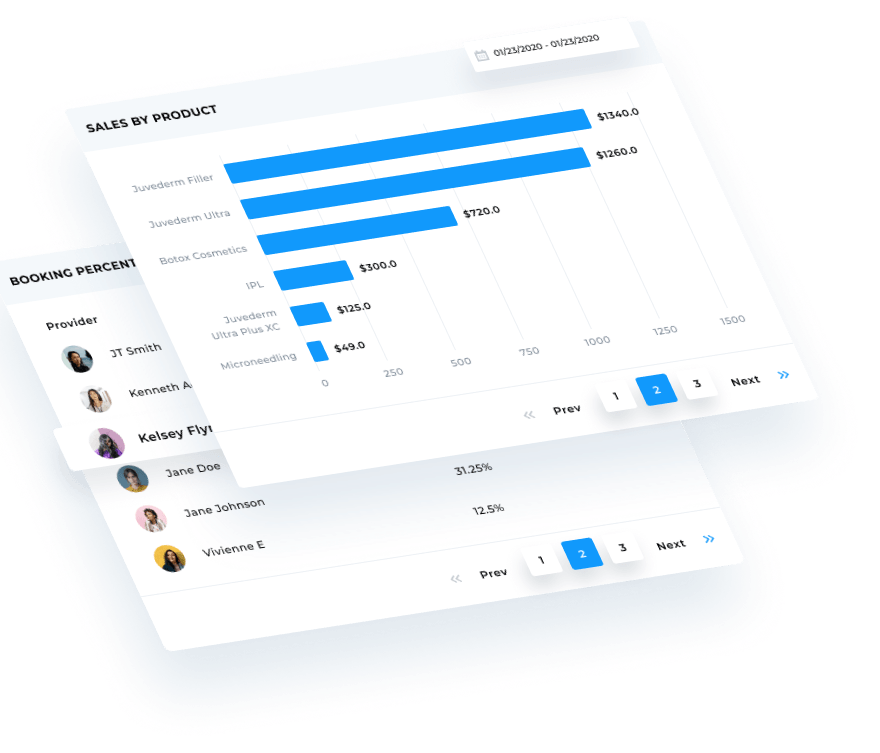 01/23/2020 - 01/23/2020
SALES BY PRODUCT
Juvederm Filler
$1340.0
Juvederm Ultra
$1260.0
Botox Cosmetics
$720.0
IPL
$300.0
Juvederm
Ultra Plus XC
$125.0
Microneedling
$49.0
0 250 500 750 1000 1250 1500
« Prev 1 2 3 Next »
BOOKING PERCENT
Provider
JT Smith
Kenneth
Kelsey
Jane Doe 31.25%
Jane Johnson 12.5%
Vivienne E
« Prev 1 2 3 Next »